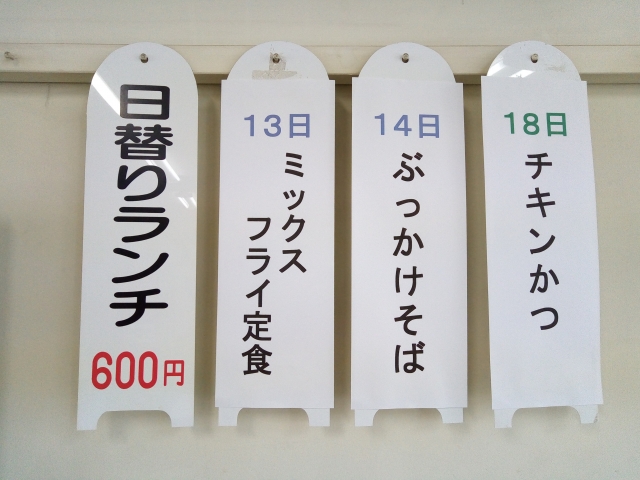 日替りランチ
600円
13日
ミックス
フライ定食
14日
ぶっかけそば
18日
チキンかつ